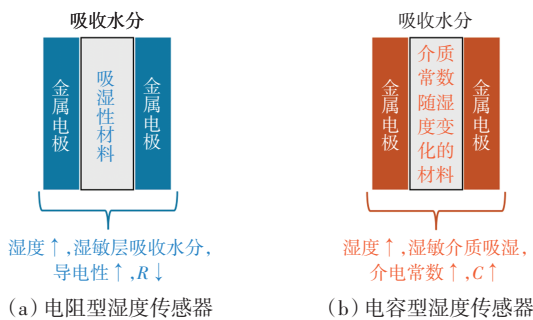 吸收水分
金属电极
吸湿性材料
金属电极
湿度↑,湿敏层吸收水分,
导电性↑,R↓
(a) 电阻型湿度传感器
吸收水分
金属电极
介质
常数
随湿
度变
化的
材料
金属电极
湿度↑,湿敏介质吸湿,
介电常数↑,C↑
(b) 电容型湿度传感器